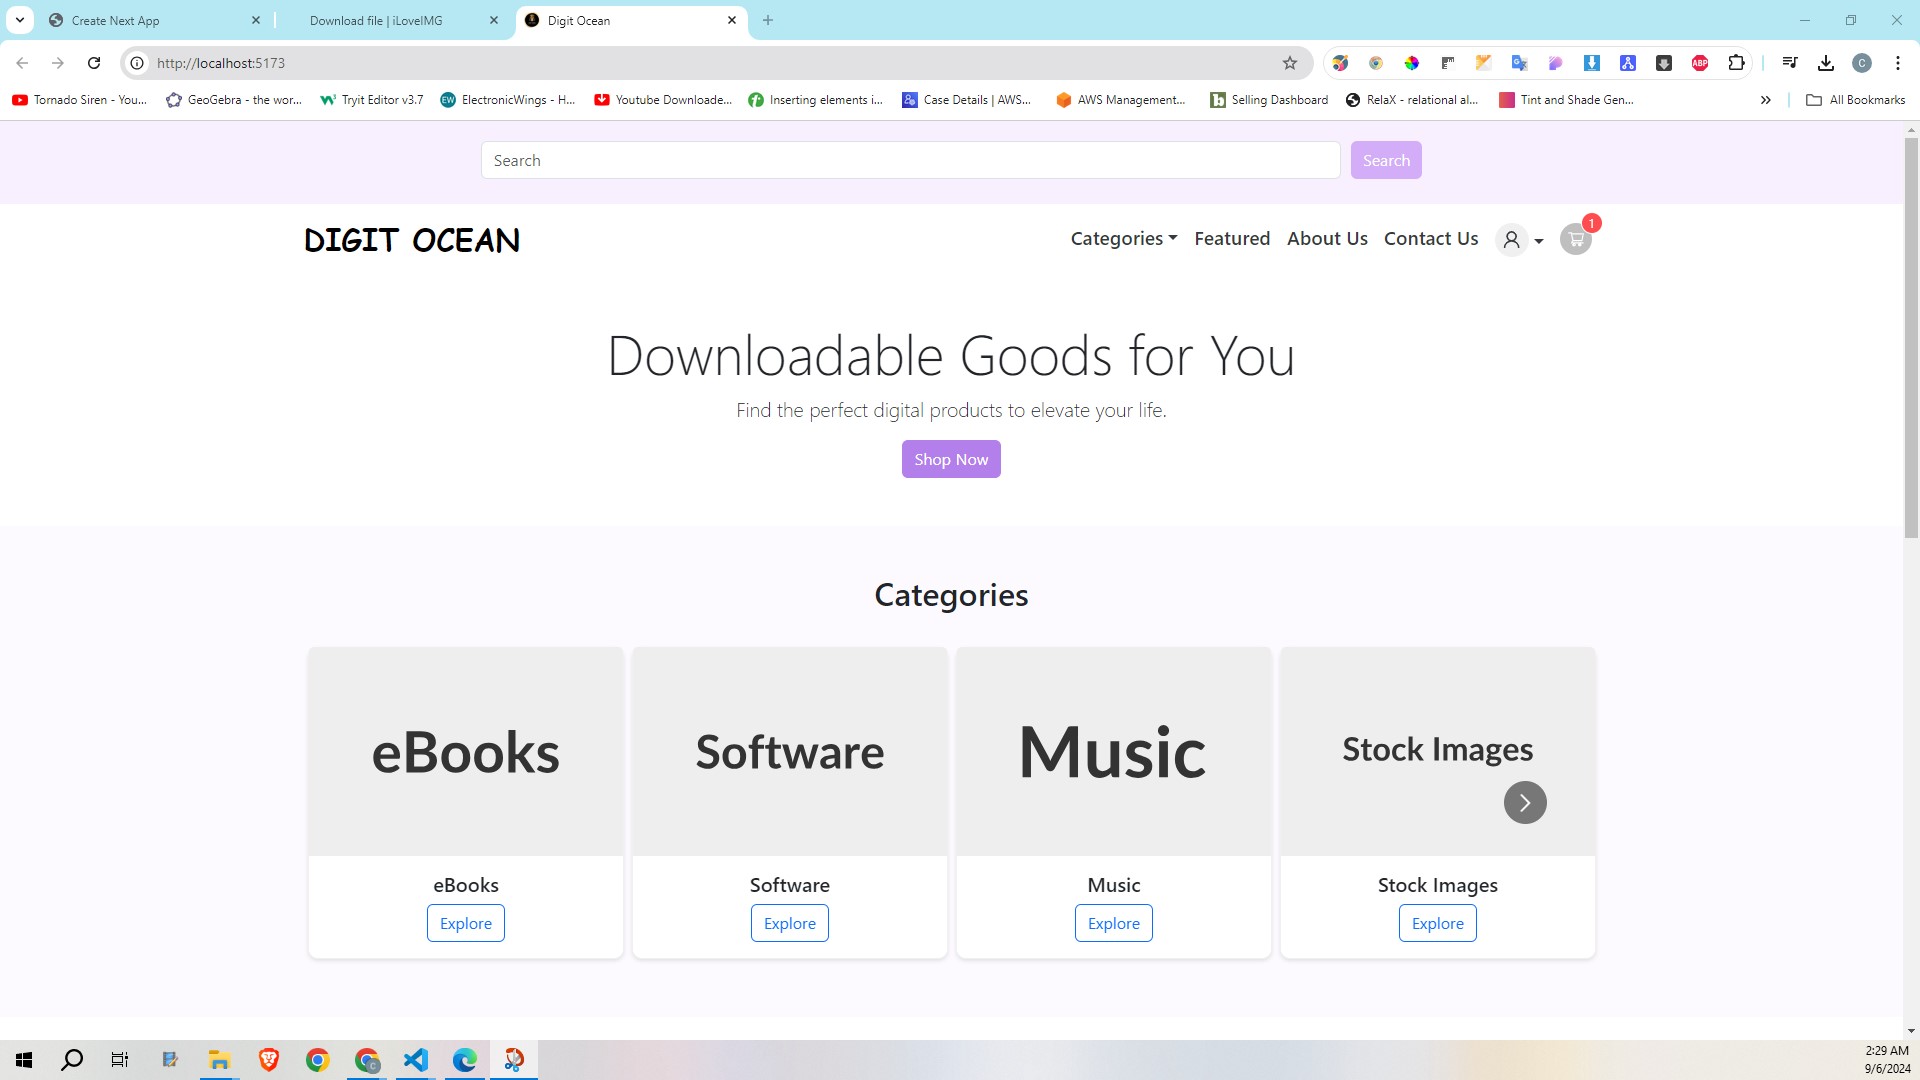 Create Next App
Download file | iLoveIMG
Digit Ocean
http://localhost:5173
ABP
C
Tornado Siren - You...
GeoGebra - the wor...
Tryit Editor v3.7
EW
ElectronicWings - H...
Youtube Downloade...
Inserting elements i...
Case Details | AWS...
AWS Management...
Selling Dashboard
RelaX - relational al...
Tint and Shade Gen...
All Bookmarks
Search
Search
DIGIT OCEAN
Categories
Featured
About Us
Contact Us
1
Downloadable Goods for You
Find the perfect digital products to elevate your life.
Shop Now
Categories
eBooks
Software
Music
Stock Images
eBooks
Software
Music
Stock Images
Explore
Explore
Explore
Explore
2:29 AM
9/6/2024